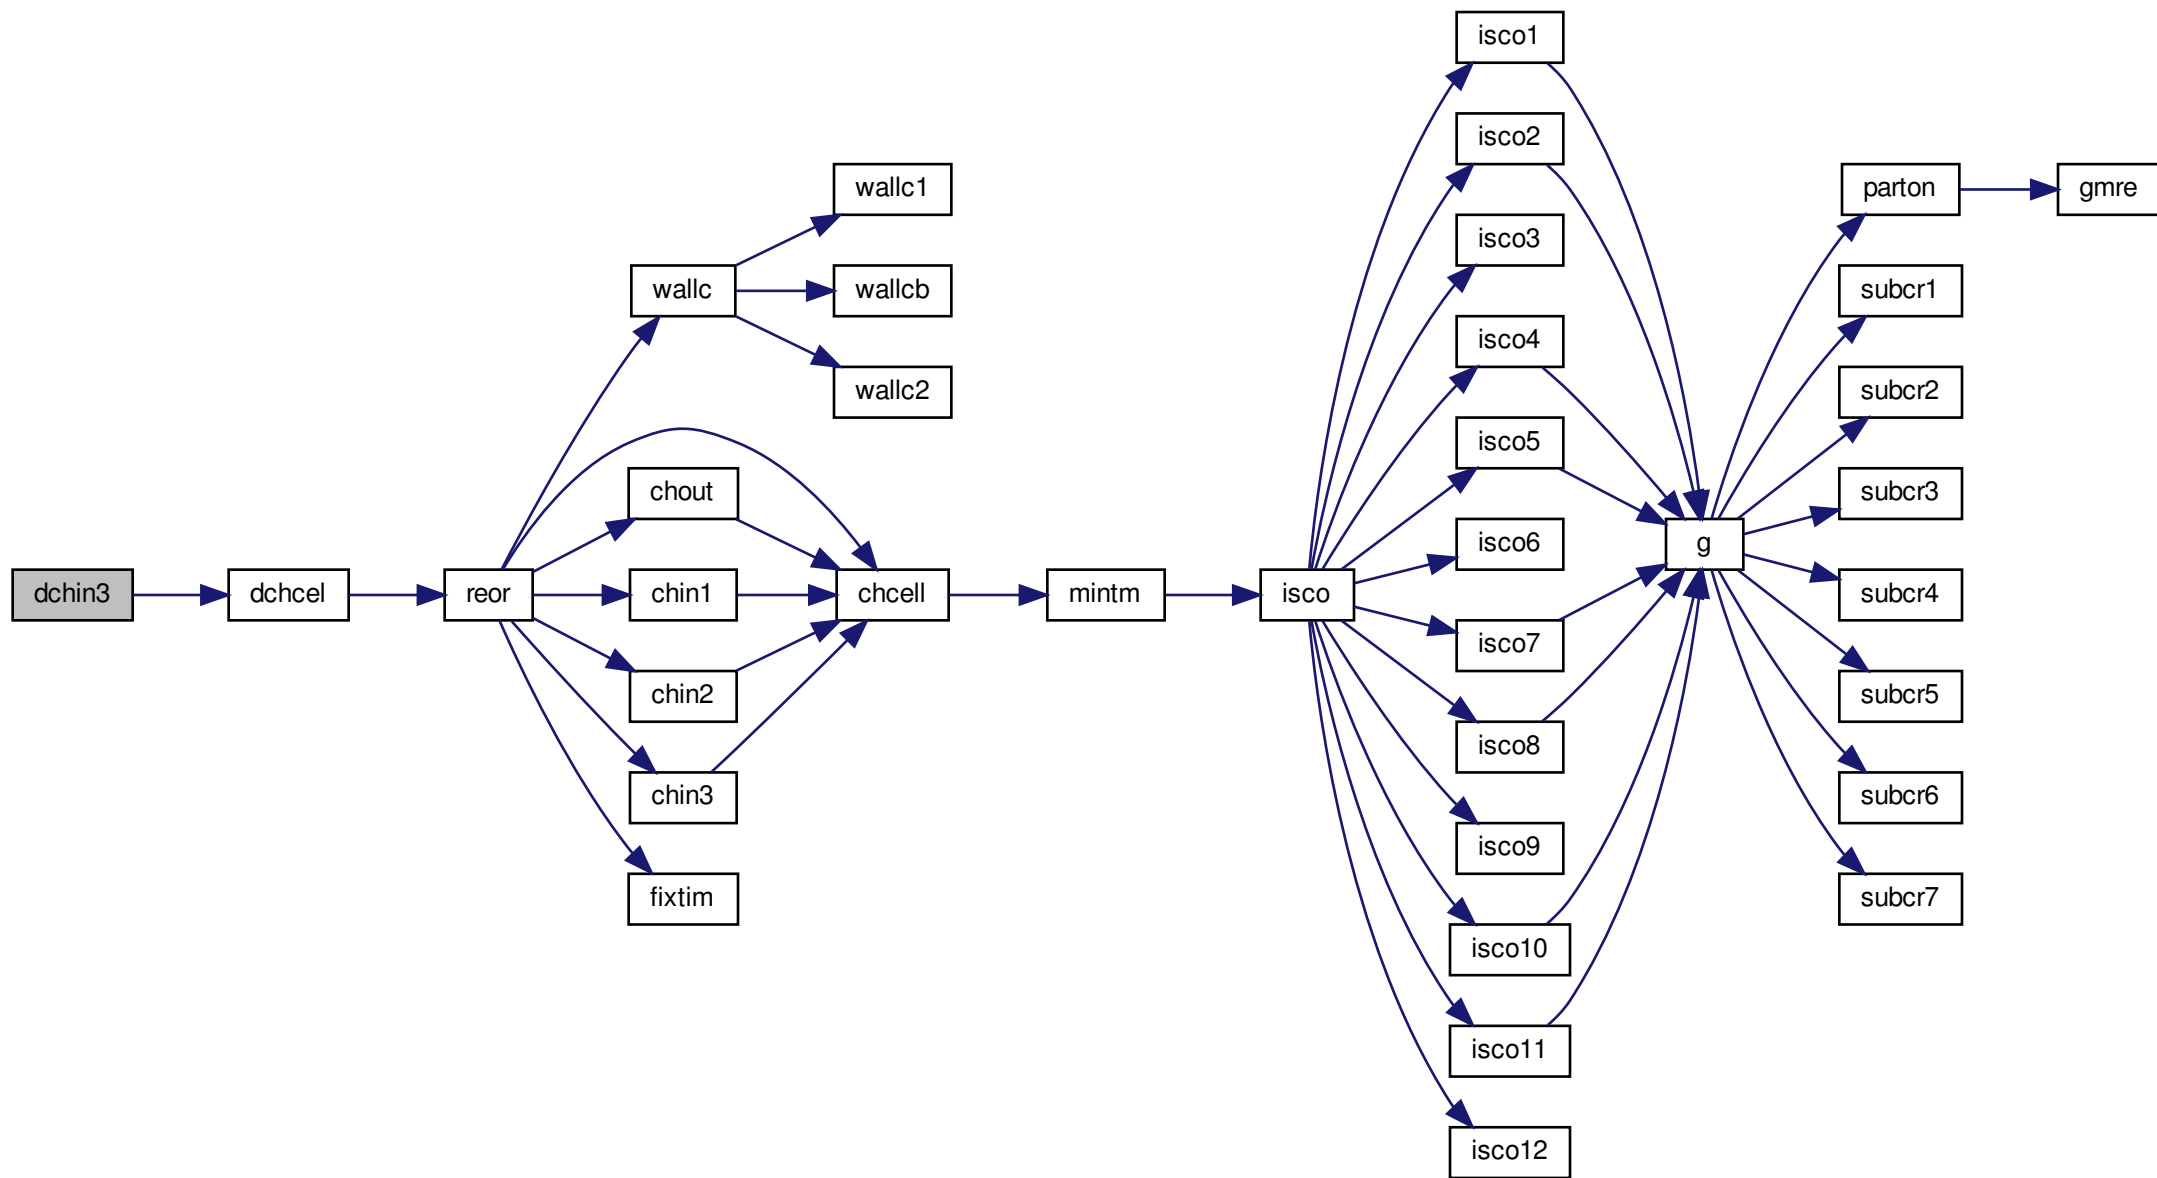 dchin3
dchcel
reor
wallc
chout
chin1
chin2
chin3
fixtim
wallc1
wallcb
wallc2
chcell
mintm
isco
isco1
isco2
isco3
isco4
isco5
isco6
isco7
isco8
isco9
isco10
isco11
isco12
g
parton
subcr1
subcr2
subcr3
subcr4
subcr5
subcr6
subcr7
gmre